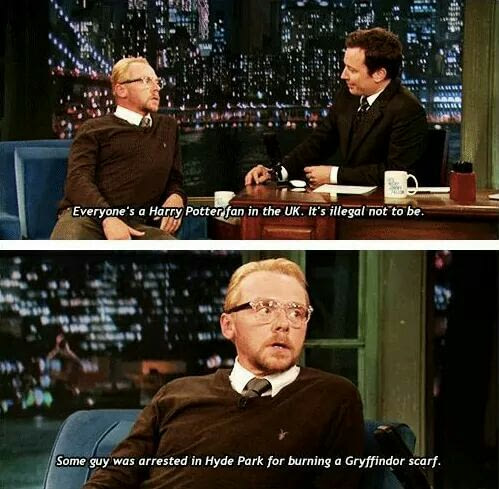 Everyone's a Harry Potter fan in the UK. It's illegal not to be.
Some guy was arrested in Hyde Park for burning a Gryffindor scarf.